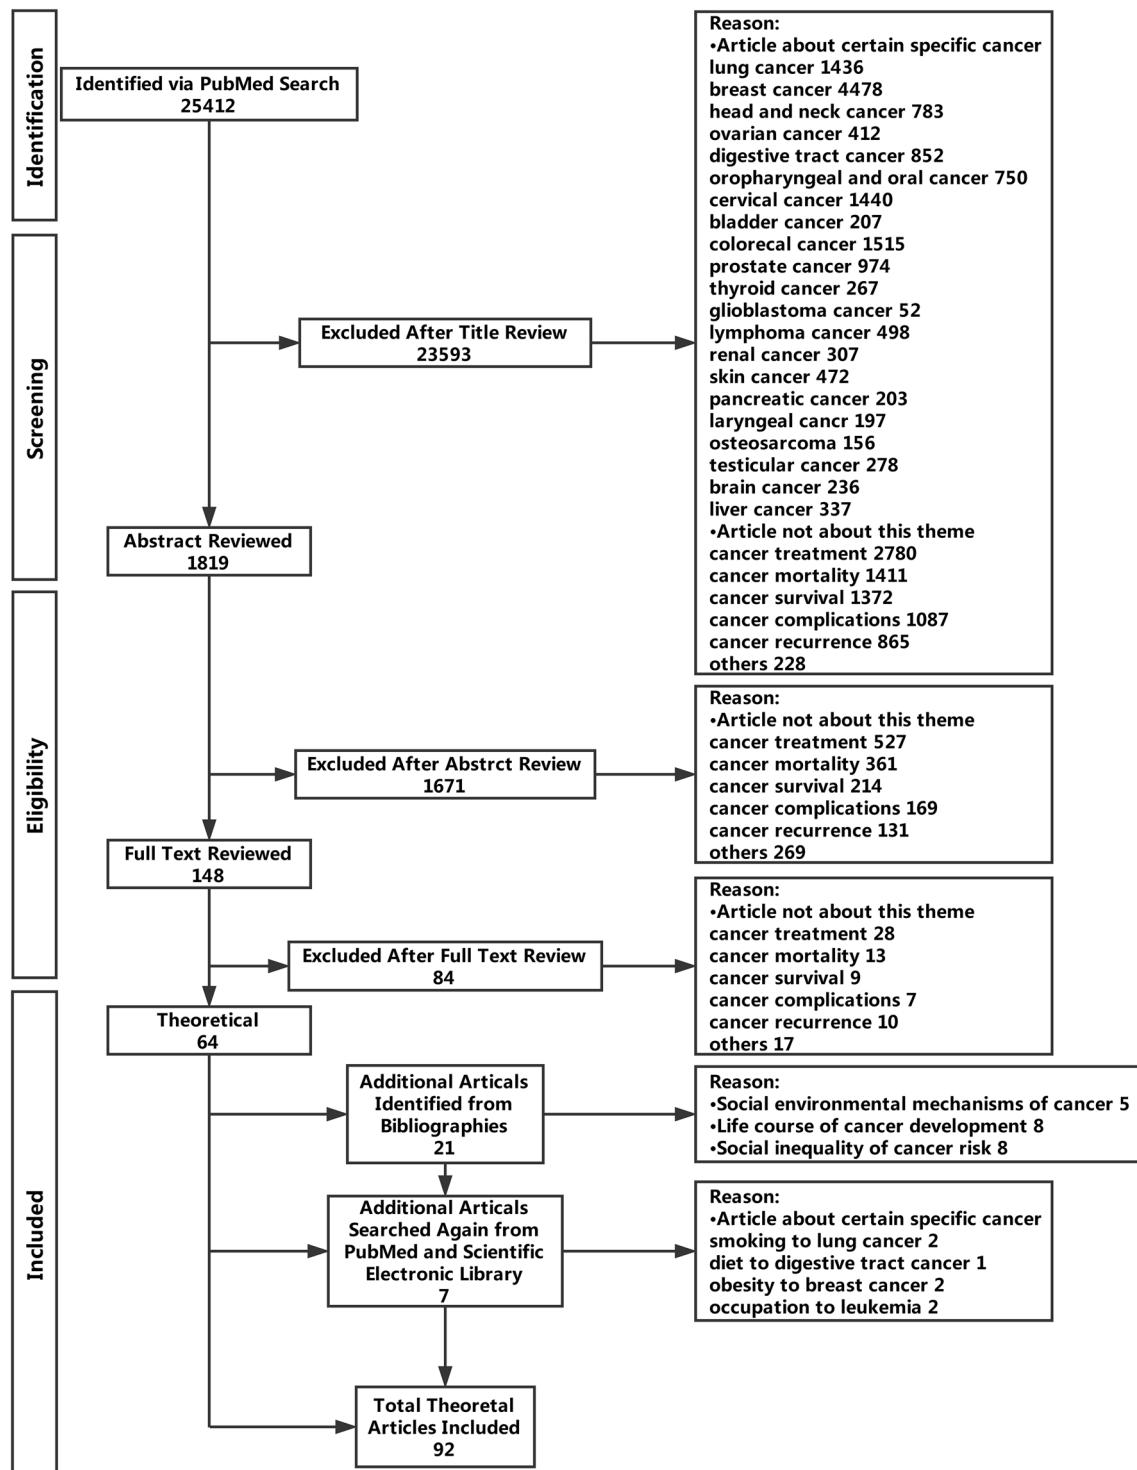 Identification
Identified via PubMed Search
25412
Reason:
•Article about certain specific cancer
lung cancer 1436
breast cancer 4478
head and neck cancer 783
ovarian cancer 412
digestive tract cancer 852
oropharyngeal and oral cancer 750
cervical cancer 1440
bladder cancer 207
colorecal cancer 1515
prostate cancer 974
thyroid cancer 267
glioblastoma cancer 52
lymphoma cancer 498
renal cancer 307
skin cancer 472
pancreatic cancer 203
laryngeal cancr 197
osteosarcoma 156
testicular cancer 278
brain cancer 236
liver cancer 337
•Article not about this theme
cancer treatment 2780
cancer mortality 1411
cancer survival 1372
cancer complications 1087
cancer recurrence 865
others 228
Screening
Excluded After Title Review
23593
Abstract Reviewed
1819
Eligibility
Excluded After Abstrct Review
1671
Reason:
•Article not about this theme
cancer treatment 527
cancer mortality 361
cancer survival 214
cancer complications 169
cancer recurrence 131
others 269
Full Text Reviewed
148
Excluded After Full Text Review
84
Reason:
•Article not about this theme
cancer treatment 28
cancer mortality 13
cancer survival 9
cancer complications 7
cancer recurrence 10
others 17
Included
Theoretical
64
Additional Articals
Identified from
Bibliographies
21
Reason:
•Social environmental mechanisms of cancer 5
•Life course of cancer development 8
•Social inequality of cancer risk 8
Additional Articals
Searched Again from
PubMed and Scientific
Electronic Library
7
Reason:
•Article about certain specific cancer
smoking to lung cancer 2
diet to digestive tract cancer 1
obesity to breast cancer 2
occupation to leukemia 2
Total Theoretal
Articles Included
92